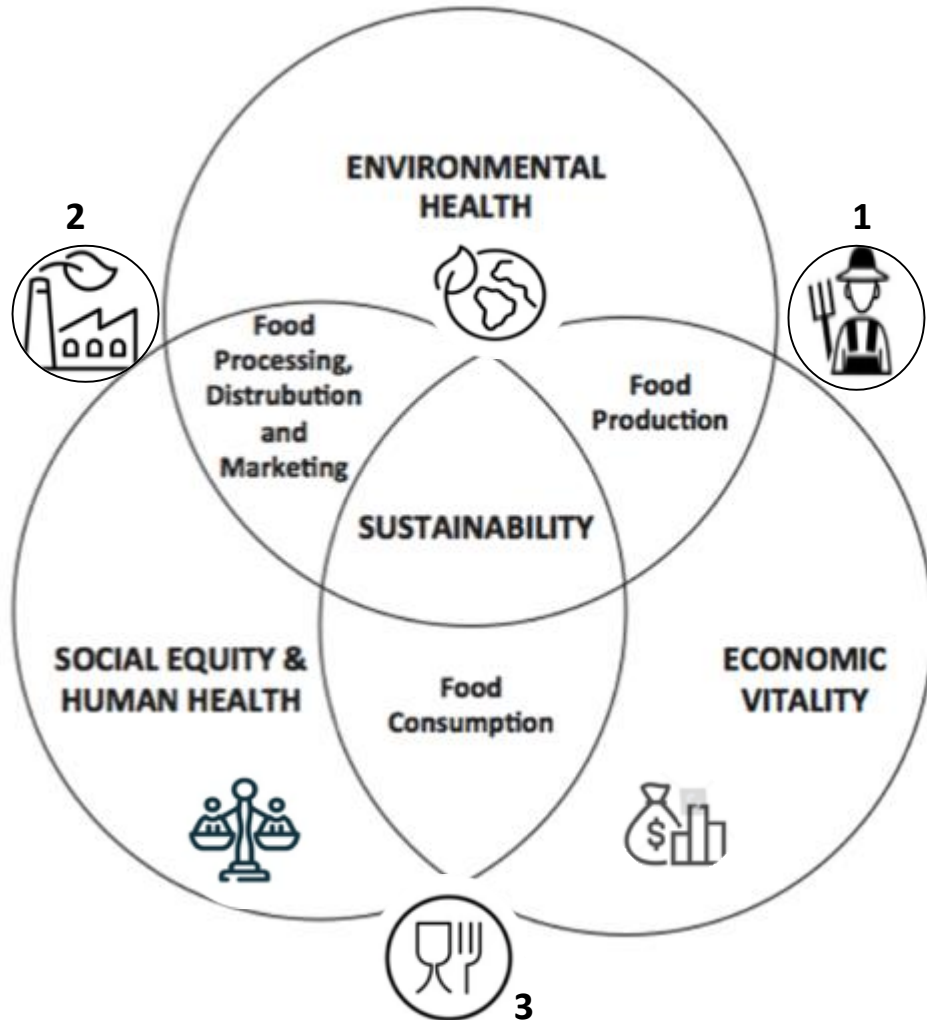 ENVIRONMENTAL
HEALTH
2
1
Food
Processing,
Distrubution
and
Marketing
Food
Production
SUSTAINABILITY
SOCIAL EQUITY &
HUMAN HEALTH
Food
Consumption
ECONOMIC
VITALITY
$
3